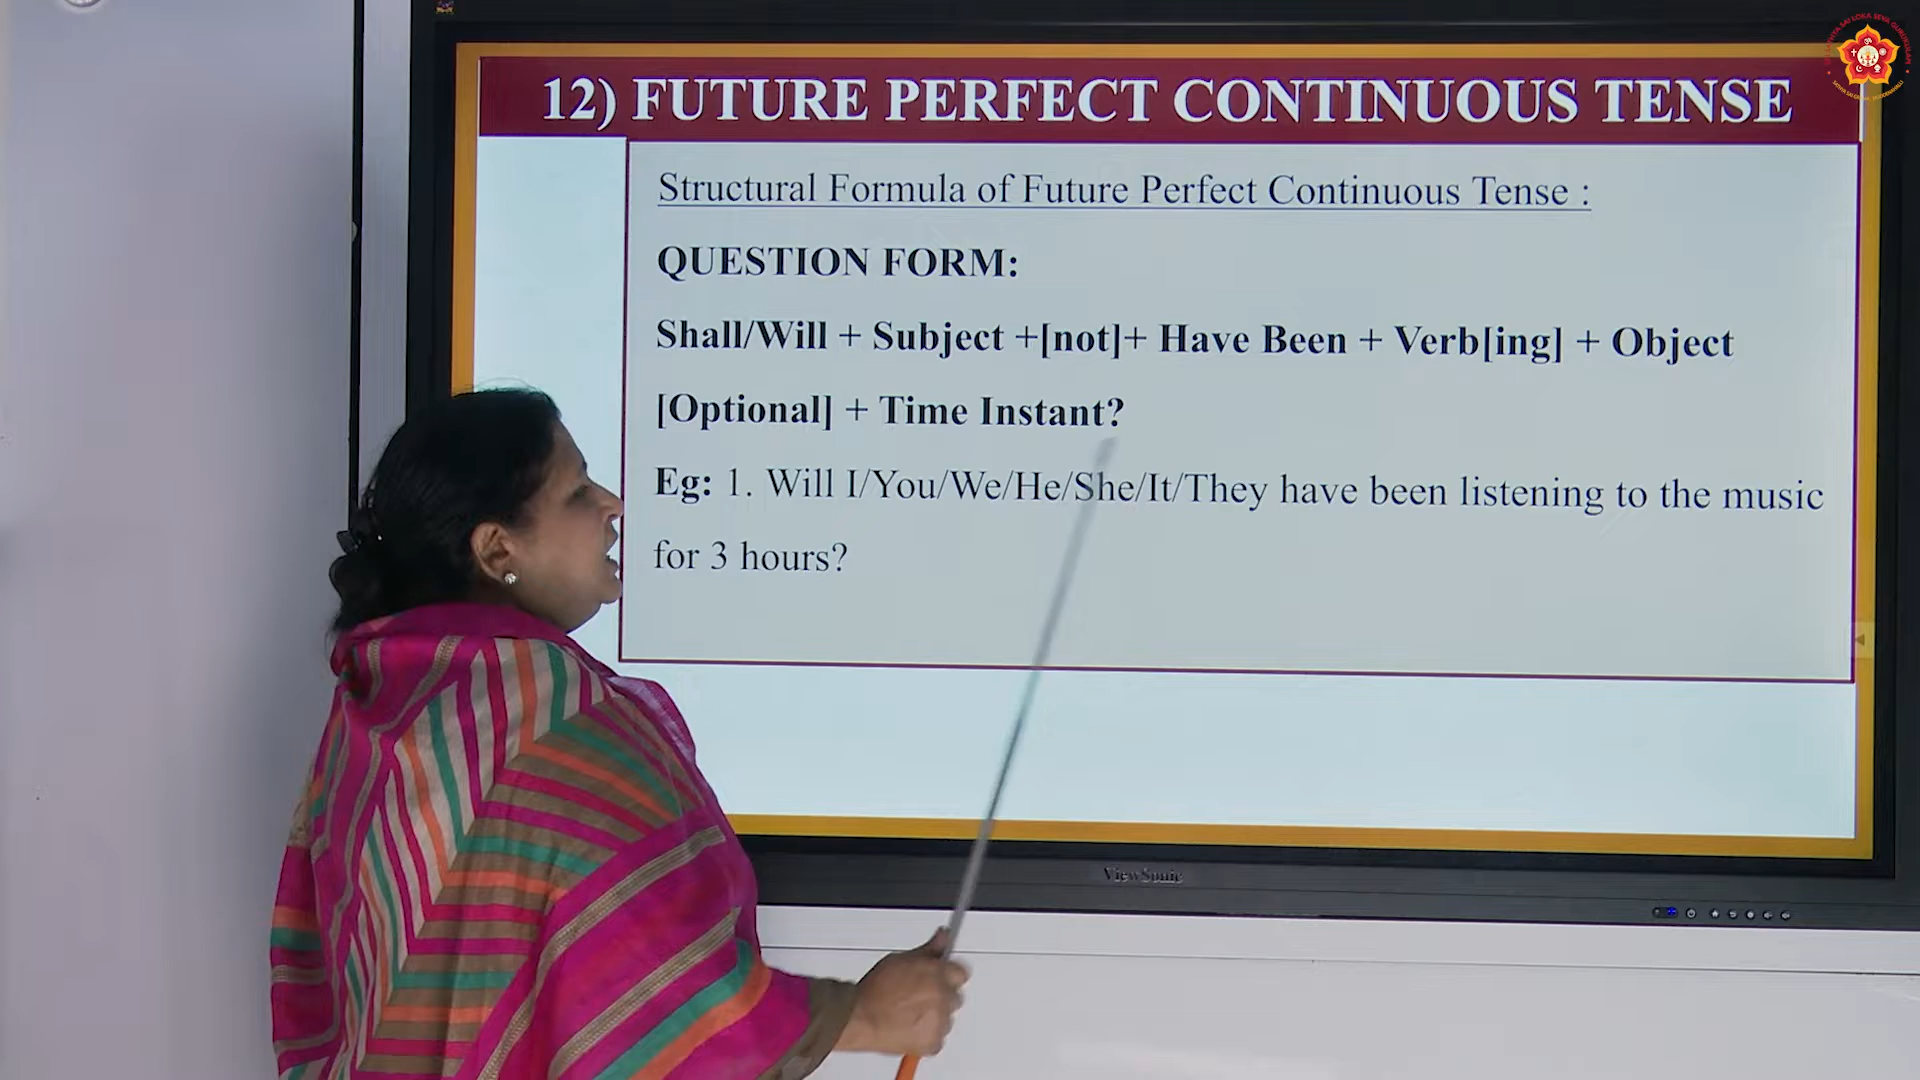 12) FUTURE PERFECT CONTINUOUS TENSE
Structural Formula of Future Perfect Continuous Tense :
QUESTION FORM:
Shall/Will + Subject +[not]+ Have Been + Verb[ing] + Object
[Optional] + Time Instant?
Eg: 1. Will I/You/We/He/She/It/They have been listening to the music
for 3 hours?
ViewSonic